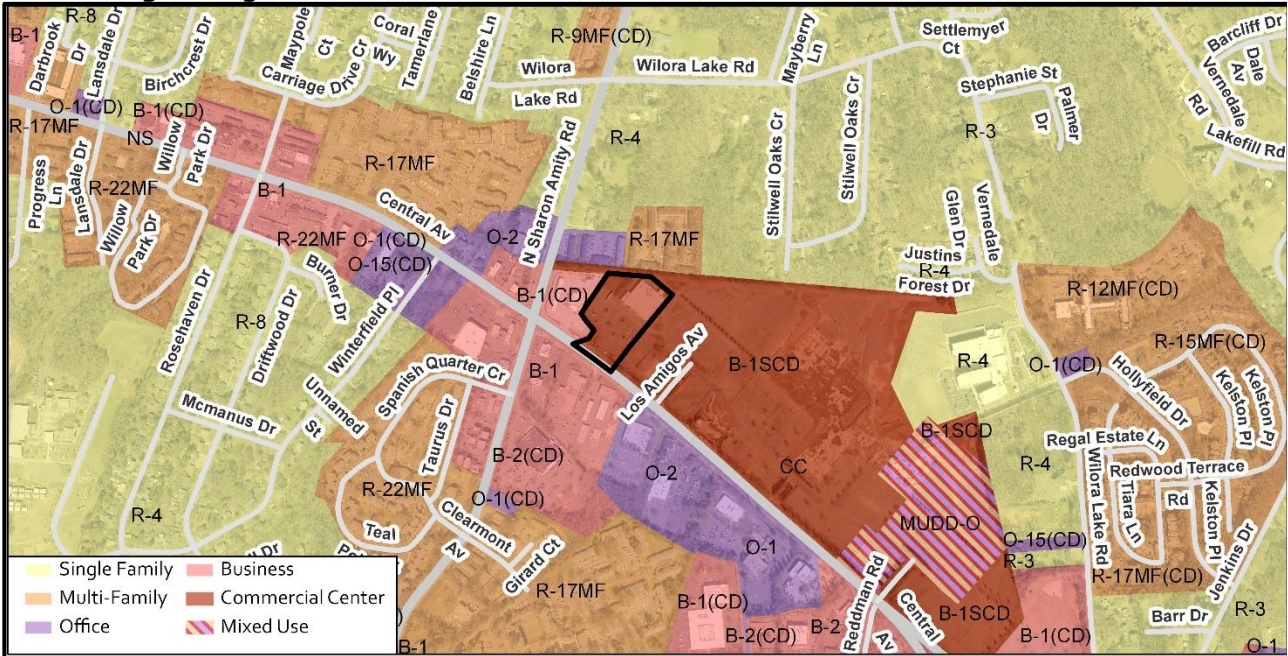 R-8
B-1
Darbrook
Dr
Lansdale Dr
Birchcrest Dr
Maypole
Ct
Coral
Wy
Carriage Drive Cr
Tamerlane
Belshire Ln
R-9MF(CD)
Wilora
Lake Rd
Wilora Lake Rd
Mayberry
Ln
Settlemyer
Ct
Stephanie St
Palmer
Dr
Barcliff Dr
Dale
Av
Vernedale
Rd
Lakefill Rd
O-1(CD)
B-1(CD)
R-17MF
NS
Willow
Park Dr
R-17MF
N Sharon Amity Rd
R-4
Stilwell Oaks Cr
Stilwell Oaks Cr
R-3
Progress
Ln
Lansdale Dr
R-22MF
Willow
Park Dr
B-1
Central Av
R-22MF
O-1(CD)
O-15(CD)
O-2
R-17MF
Glen Dr
Vernedale
Justins
R-4
Forest Dr
R-12MF(CD)
Rosehaven Dr
R-8
Burner Dr
Driftwood Dr
Winterfield Pl
B-1(CD)
Los Amigos Av
B-1SCD
R-4
O-1(CD)
R-15MF(CD)
Hollyfield Dr
Kelston Pl
Kelston Pl
Spanish Quarter Cr
B-1
Unnamed
St
Mcmanus Dr
Taurus Dr
B-2(CD)
O-2
CC
B-1SCD
R-4
Regal Estate Ln
Redwood Terrace
Rd
Wilora Lake Rd
Tiara Ln
Kelston Pl
R-4
R-22MF
O-1(CD)
Teal
Clearmont
Av
Girard Ct
R-17MF
O-1
MUDD-O
O-15(CD)
R-3
R-17MF(CD)
Jenkins Dr
Reddman Rd
Central
Av
B-1SCD
B-1(CD)
B-2(CD)
B-2
B-1(CD)
Barr Dr
R-3
B-1
O-1
Single Family
Business
Multi-Family
Commercial Center
Office
Mixed Use